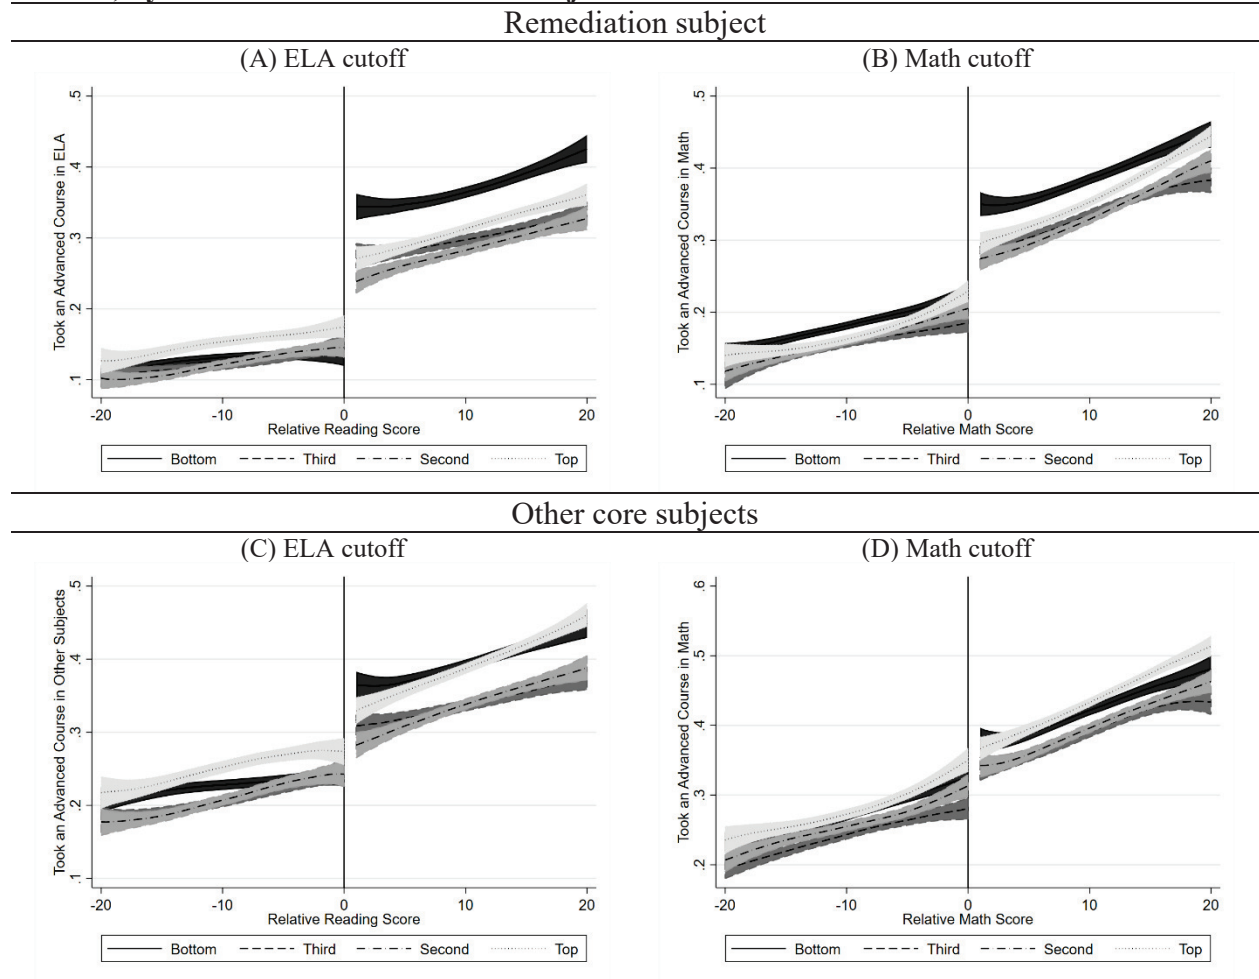 Remediation subject
(A) ELA cutoff
Took an Advanced Course in ELA
.5
.4
.3
.2
.1
-20 -10 0 10 20
Relative Reading Score
Bottom Third Second Top
(B) Math cutoff
Took an Advanced Course in Math
.5
.4
.3
.2
.1
-20 -10 0 10 20
Relative Math Score
Bottom Third Second Top
Other core subjects
(C) ELA cutoff
Took an Advanced Course in Other Subjects
.5
.4
.3
.2
.1
-20 -10 0 10 20
Relative Reading Score
Bottom Third Second Top
(D) Math cutoff
Took an Advanced Course in Math
.6
.5
.4
.3
.2
-20 -10 0 10 20
Relative Math Score
Bottom Third Second Top